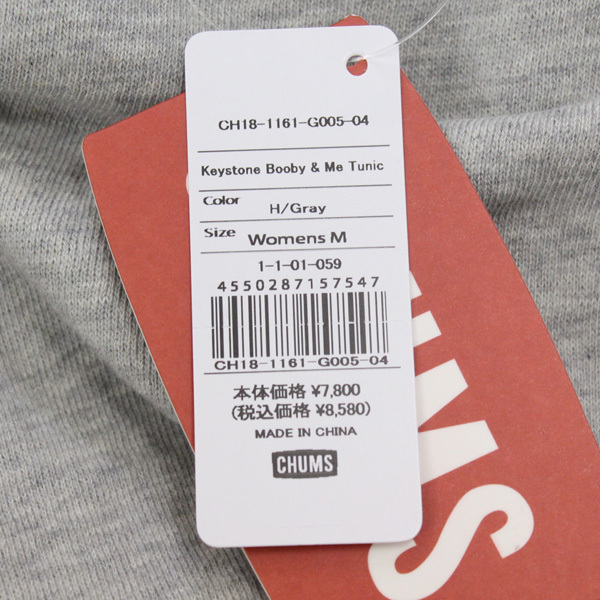 CH18-1161-G005-04
Keystone Booby & Me Tunic
Color H/Gray
Size Womens M
1-1-01-059
4550287157547
CH18-1161-G005-04
本体価格 ¥7,800
(税込価格 ¥8,580)
MADE IN CHINA
CHUMS
UMS